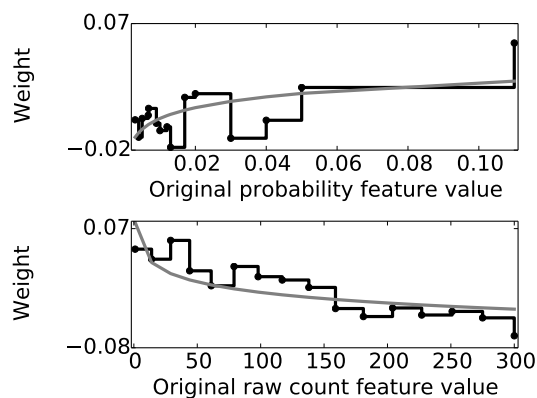 0.07
Weight
−0.02
0.02 0.04 0.06 0.08 0.10
Original probability feature value
0.07
Weight
−0.08
0 50 100 150 200 250 300
Original raw count feature value